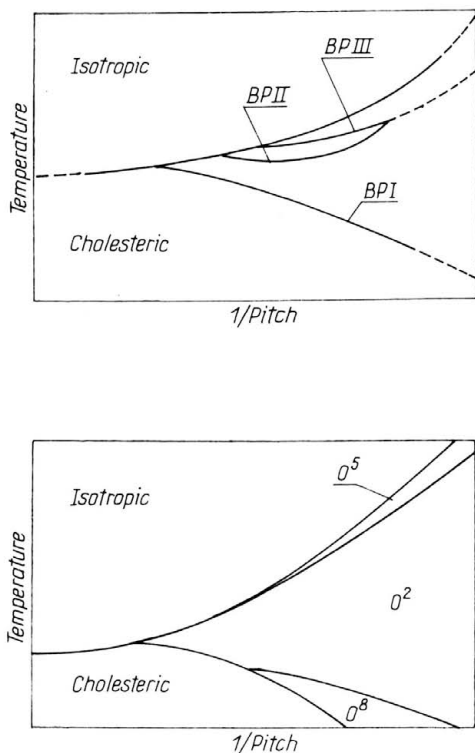 Isotropic
BPIII
BPII
BPI
Cholesteric
Temperature
1/Pitch
O⁵
Isotropic
O²
Cholesteric
O⁸
Temperature
1/Pitch